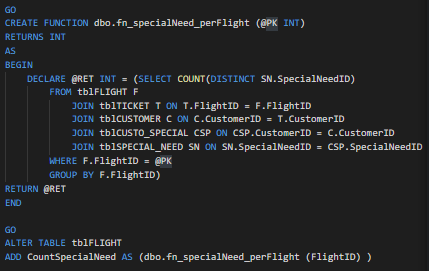 GO
CREATE FUNCTION dbo.fn_specialNeed_perFlight (@PK INT)
RETURNS INT
AS
BEGIN
DECLARE @RET INT = (SELECT COUNT(DISTINCT SN.SpecialNeedID)
FROM tblFLIGHT F
JOIN tblTICKET T ON T.FlightID = F.FlightID
JOIN tblCUSTOMER C ON C.CustomerID = T.CustomerID
JOIN tblCUSTO_SPECIAL CSP ON CSP.CustomerID = C.CustomerID
JOIN tblSPECIAL_NEED SN ON SN.SpecialNeedID = CSP.SpecialNeedID
WHERE F.FlightID = @PK
GROUP BY F.FlightID)
RETURN @RET
END
GO
ALTER TABLE tblFLIGHT
ADD CountSpecialNeed AS (dbo.fn_specialNeed_perFlight (FlightID) )